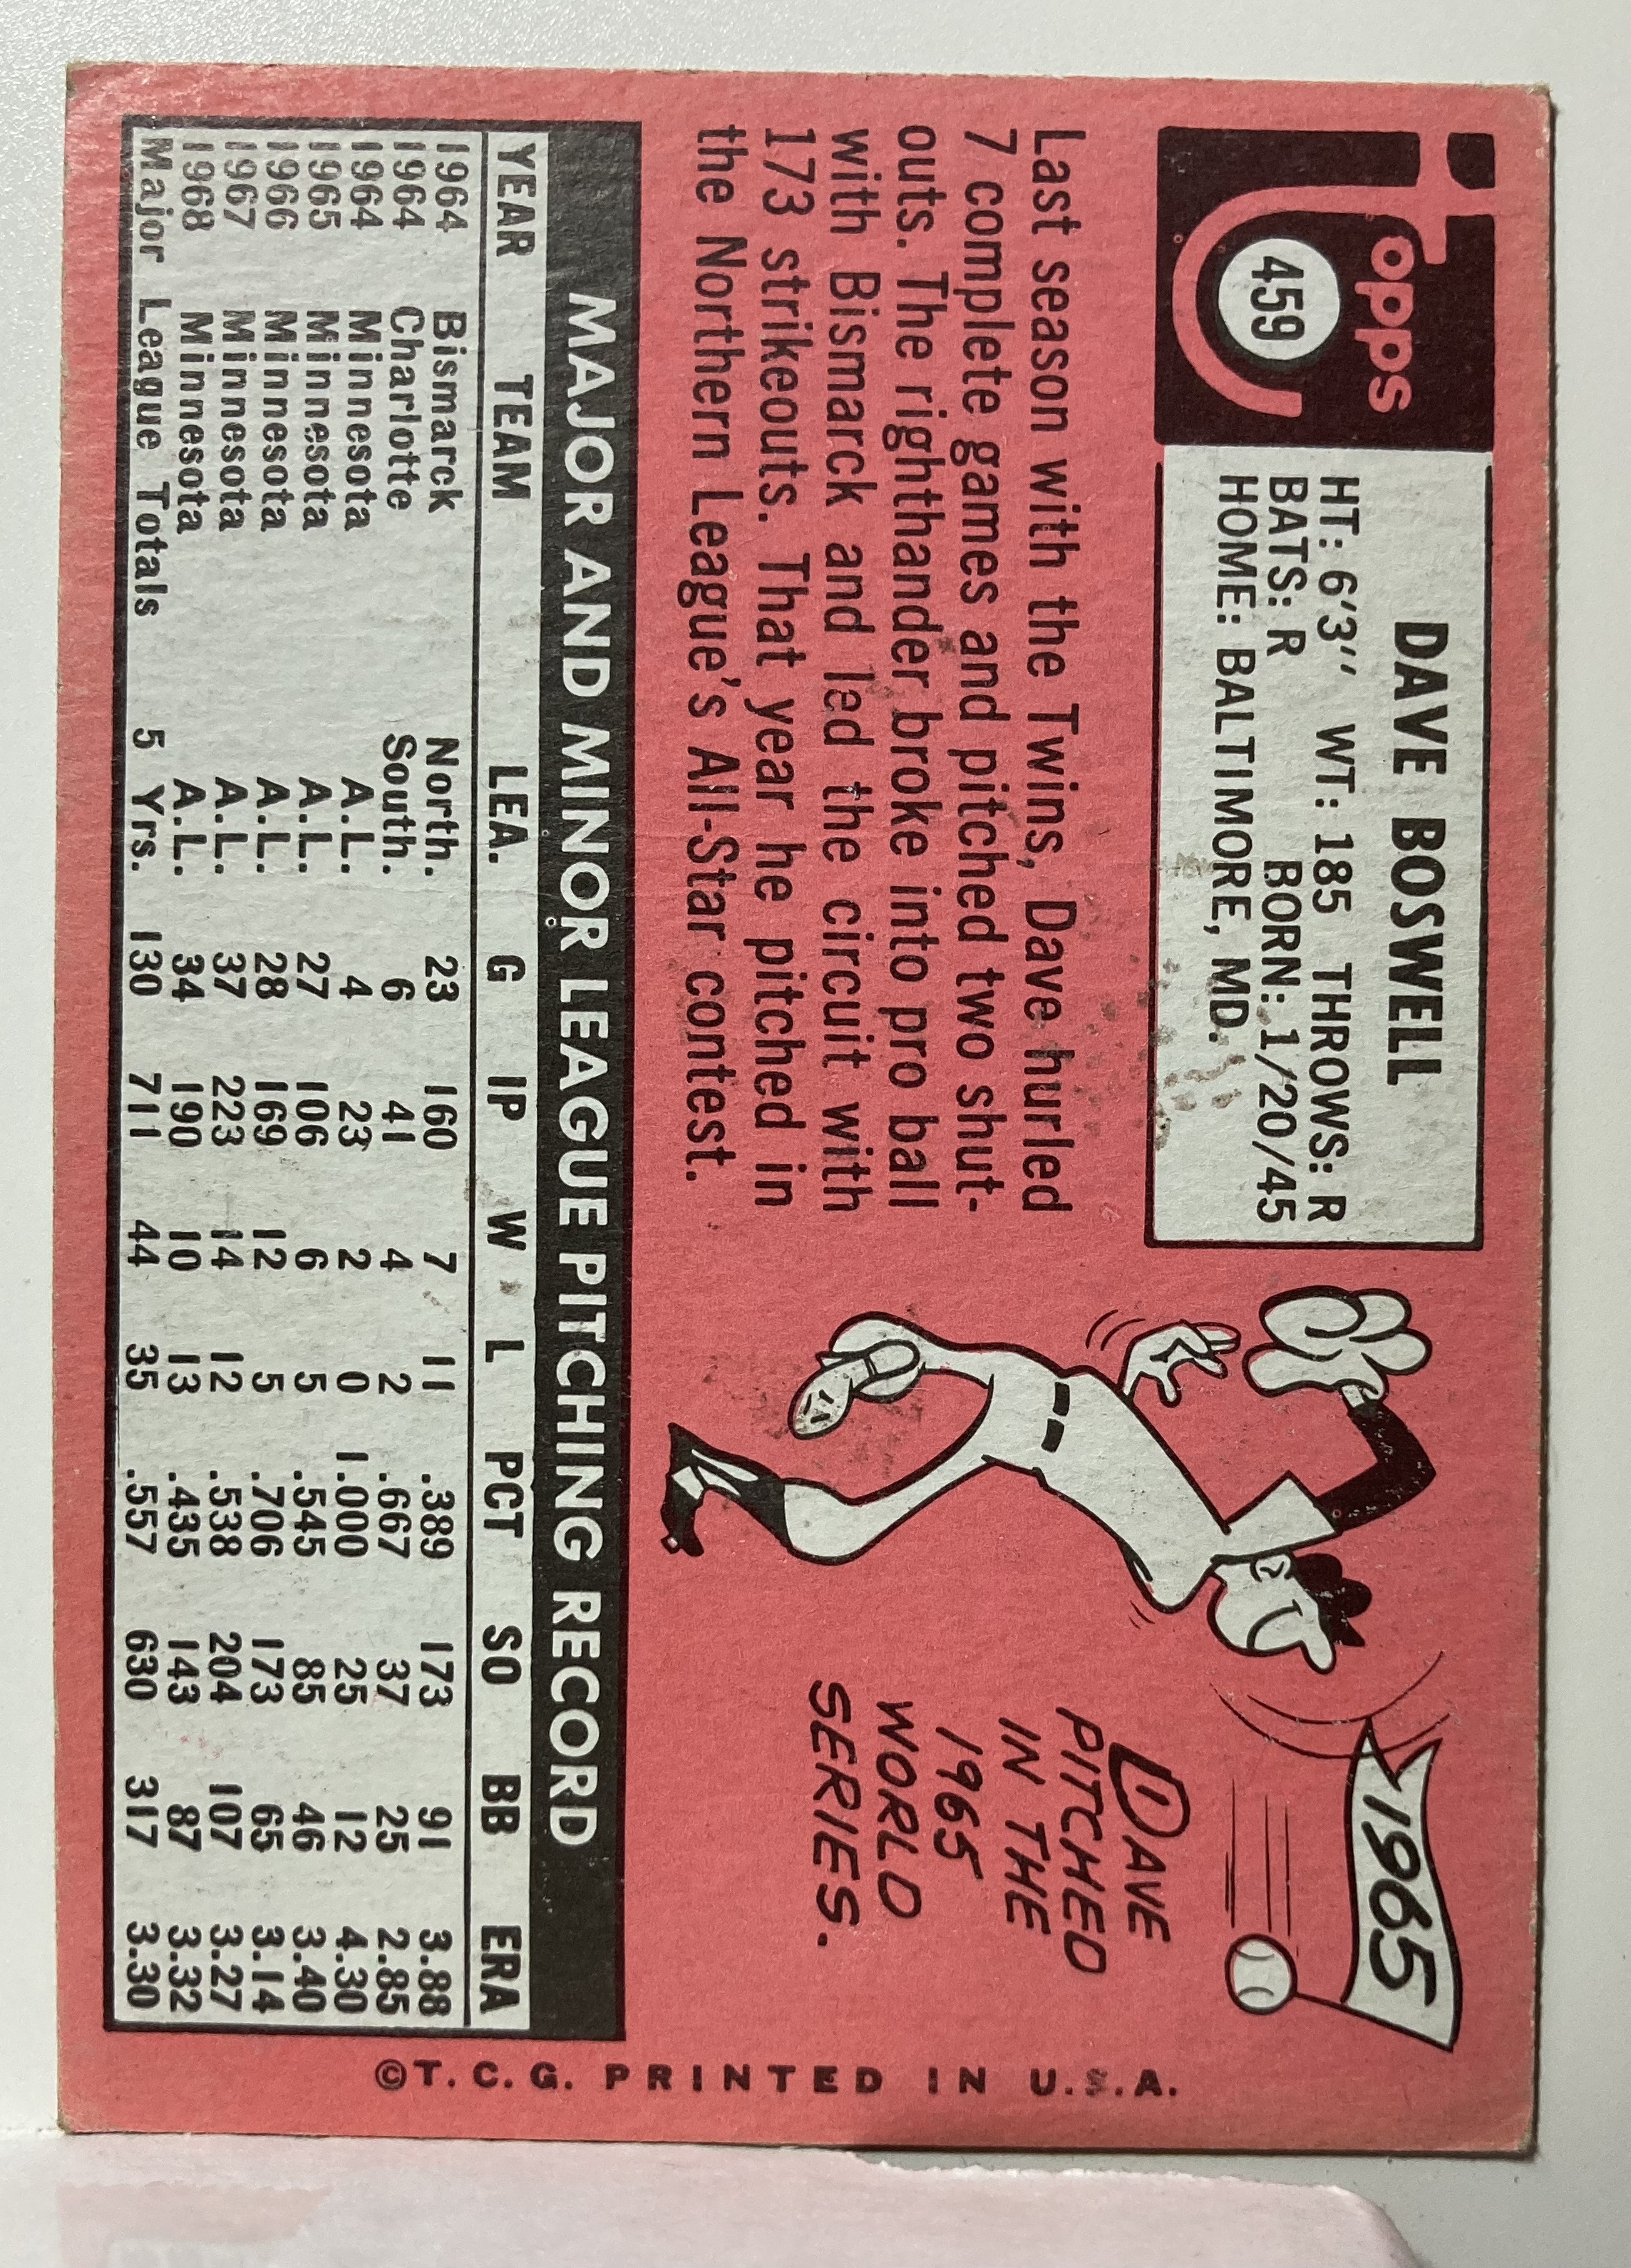 Topps
459
DAVE BOSWELL
HT: 6'3" WT: 185 THROWS: R
BATS: R BORN: 1/20/45
HOME: BALTIMORE, MD.
Last season with the Twins, Dave hurled
7 complete games and pitched two shut-
outs. The righthander broke into pro ball
with Bismarck and led the circuit with
173 strikeouts. That year he pitched in
the Northern League's All-Star contest.
1965
DAVE
PITCHED
IN THE
1965
WORLD
SERIES.
MAJOR AND MINOR LEAGUE PITCHING RECORD
YEAR TEAM LEA. G IP W L PCT SO BB ERA
1964 Bismarck North. 23 160 7 11 .389 173 91 3.88
1964 Charlotte South. 6 41 4 2 .667 37 25 2.85
1964 Minnesota A.L. 4 23 2 0 1.000 25 12 4.30
1965 Minnesota A.L. 27 106 6 5 .545 85 46 3.40
1966 Minnesota A.L. 28 169 12 5 .706 173 65 3.14
1967 Minnesota A.L. 37 223 14 12 .538 204 107 3.27
1968 Minnesota A.L. 34 190 10 13 .435 143 87 3.32
Major League Totals 5 Yrs. 130 711 44 35 .557 630 317 3.30
©T.C.G. PRINTED IN U.S.A.